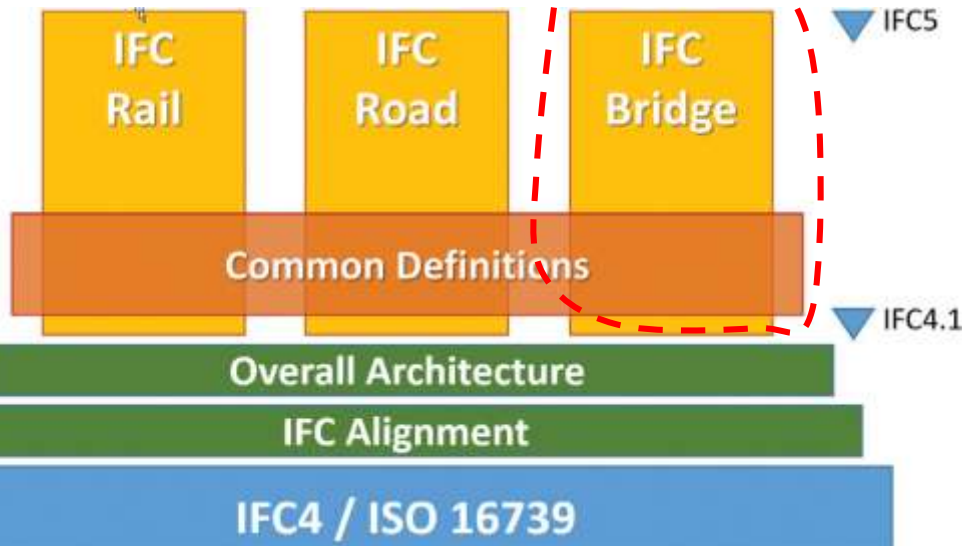 IFC
Rail
IFC
Road
IFC
Bridge
IFC5
Common Definitions
IFC4.1
Overall Architecture
IFC Alignment
IFC4 / ISO 16739